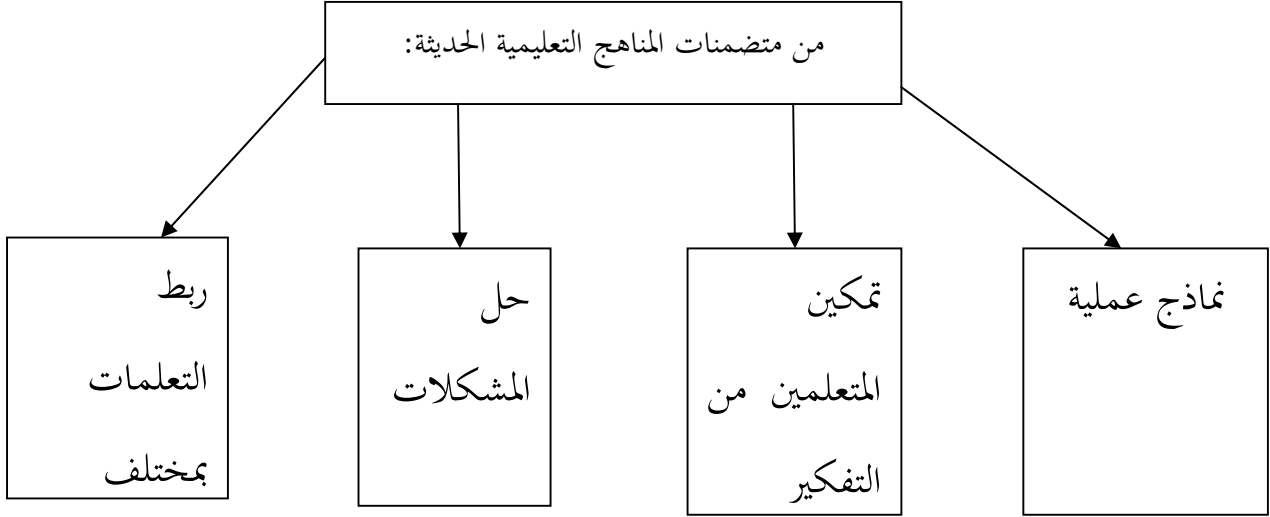 من متضمنات المناهج التعليمية الحديثة:
نماذج عملية
تمكين
المتعلمين من
التفكير
حل
المشكلات
ربط
التعلمات
بمختلف